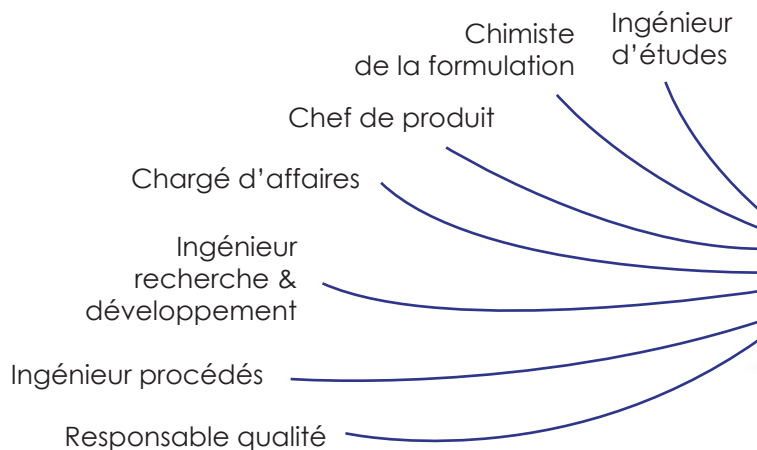 Chimiste
de la formulation
Ingénieur
d’études
Chef de produit
Chargé d’affaires
Ingénieur
recherche &
développement
Ingénieur procédés
Responsable qualité